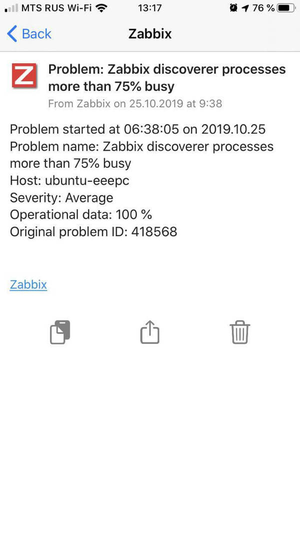 MTS RUS Wi-Fi 13:17 76 %
Back Zabbix
Z Problem: Zabbix discoverer processes
more than 75% busy
From Zabbix on 25.10.2019 at 9:38
Problem started at 06:38:05 on 2019.10.25
Problem name: Zabbix discoverer processes
more than 75% busy
Host: ubuntu-eeepc
Severity: Average
Operational data: 100 %
Original problem ID: 418568
Zabbix